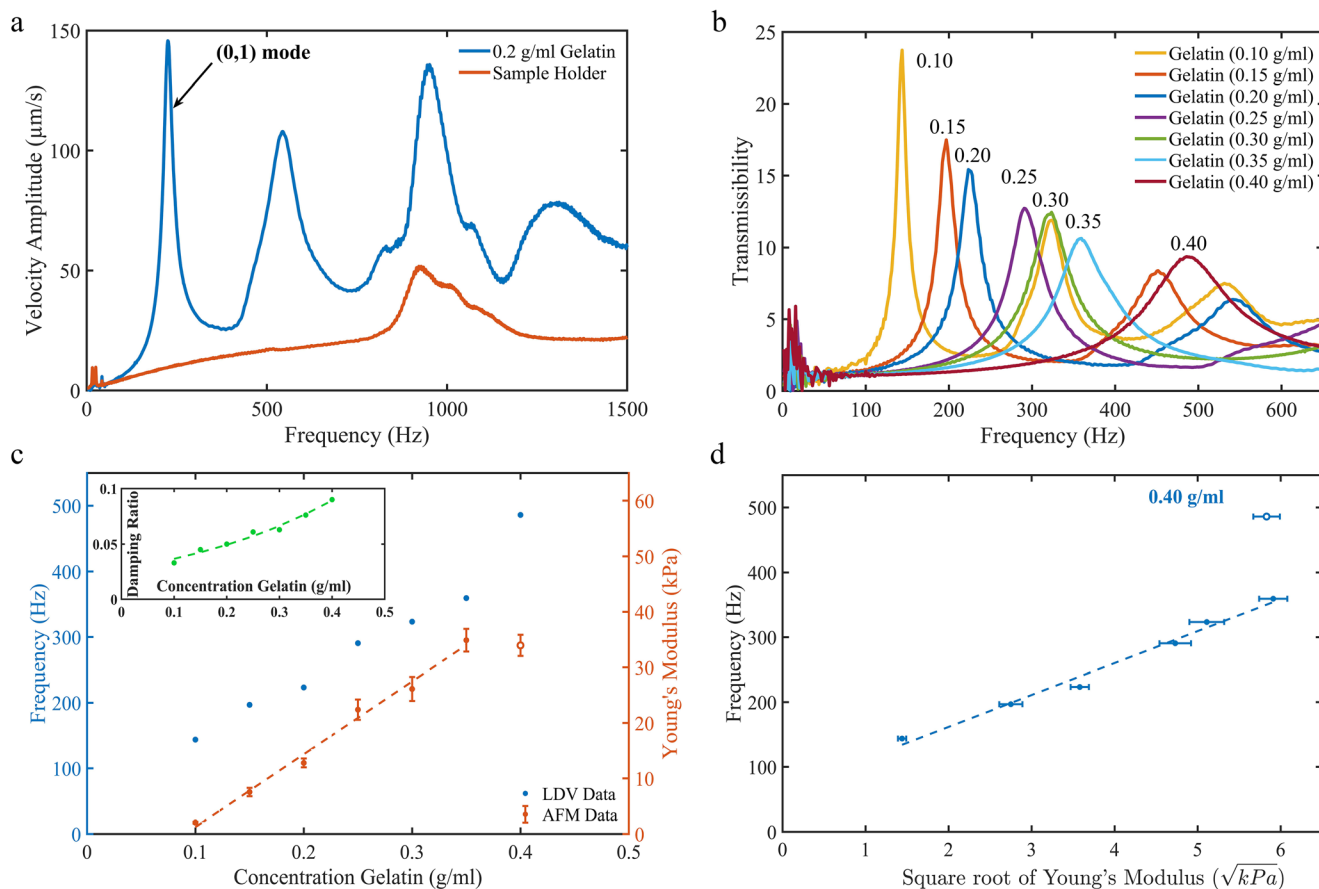 a
Velocity Amplitude (μm/s)
150
100
50
0
(0,1) mode
0.2 g/ml Gelatin
Sample Holder
0
500
1000
1500
Frequency (Hz)
b
Transmissibility
25
20
15
10
5
0
0.10
0.15
0.20
0.25
0.30
0.35
0.40
Gelatin (0.10 g/ml)
Gelatin (0.15 g/ml)
Gelatin (0.20 g/ml)
Gelatin (0.25 g/ml)
Gelatin (0.30 g/ml)
Gelatin (0.35 g/ml)
Gelatin (0.40 g/ml)
0
100
200
300
400
500
600
Frequency (Hz)
c
Frequency (Hz)
500
400
300
200
100
0
Damping Ratio
0.1
0.05
0
Concentration Gelatin (g/ml)
0
0.1
0.2
0.3
0.4
0.5
LDV Data
AFM Data
60
50
40
30
20
10
0
Young's Modulus (kPa)
0
0.1
0.2
0.3
0.4
0.5
Concentration Gelatin (g/ml)
d
Frequency (Hz)
500
400
300
200
100
0
0.40 g/ml
0
1
2
3
4
5
6
Square root of Young's Modulus (√kPa)